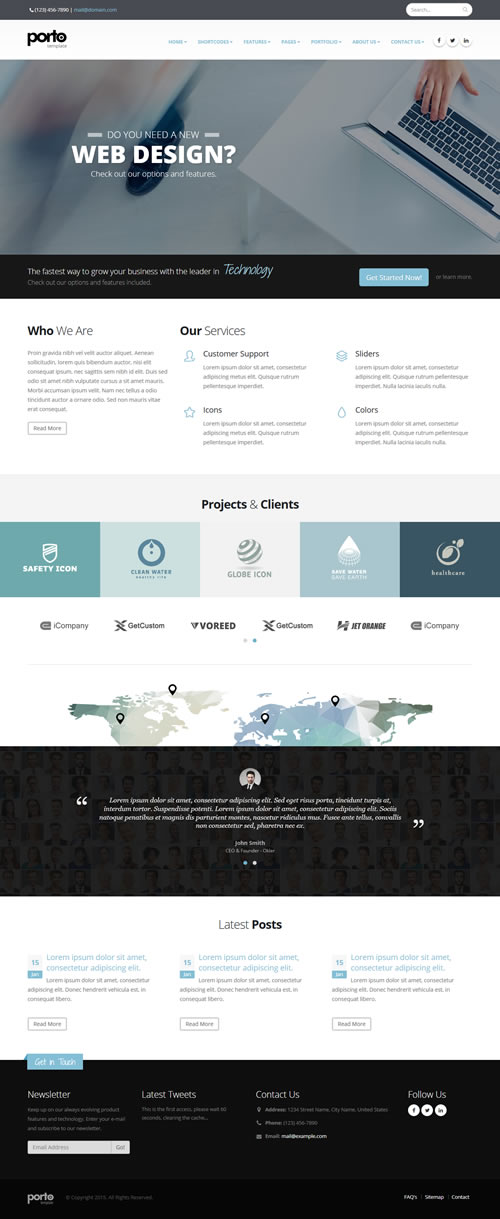 (123) 456-7890 | mail@domain.com
Search...
porto
template
HOME SHORTCODES FEATURES PAGES PORTFOLIO ABOUT US CONTACT US
DO YOU NEED A NEW
WEB DESIGN?
Check out our options and features.
The fastest way to grow your business with the leader in Technology
Check out our options and features included.
Get Started Now! or learn more.
Who We Are
Proin gravida nibh vel velit auctor aliquet. Aenean
sollicitudin, lorem quis bibendum auctor, nisi elit
consequat ipsum, nec sagittis sem nibh id elit. Duis sed
odio sit amet nibh vulputate cursus a sit amet mauris.
Morbi accumsan ipsum velit. Nam nec tellus a odio
tincidunt auctor a ornare odio. Sed non mauris vitae
erat consequat.
Read More
Our Services
Customer Support
Lorem ipsum dolor sit amet, consectetur
adipiscing metus elit. Quisque rutrum
pellentesque imperdiet.
Sliders
Lorem ipsum dolor sit amet, consectetur
adipiscing elit. Quisque rutrum pellentesque
imperdiet. Nulla lacinia iaculis nulla.
Icons
Lorem ipsum dolor sit amet, consectetur
adipiscing metus elit. Quisque rutrum
pellentesque imperdiet.
Colors
Lorem ipsum dolor sit amet, consectetur
adipiscing elit. Quisque rutrum pellentesque
imperdiet. Nulla lacinia iaculis nulla.
Projects & Clients
SAFETY ICON
CLEAN WATER
healthy life
GLOBE ICON
SAVE WATER
SAVE EARTH
healthcare
iCompany
GetCustom
VOREED
GetCustom
JET ORANGE
iCompany
“ Lorem ipsum dolor sit amet, consectetur adipiscing elit. Sed eget risus porta, tincidunt turpis at,
interdum tortor. Suspendisse potenti. Lorem ipsum dolor sit amet, consectetur adipiscing elit. Sociis
natoque penatibus et magnis dis parturient montes, nascetur ridiculus mus. Fusce ante tellus, convallis
non consectetur sed, pharetra nec ex. ”
John Smith
CEO & Founder - Okler
Latest Posts
15
Jan
Lorem ipsum dolor sit amet,
consectetur adipiscing elit.
Lorem ipsum dolor sit amet, consectetur
adipiscing elit. Donec hendrerit vehicula est, in
consequat libero.
Read More
15
Jan
Lorem ipsum dolor sit amet,
consectetur adipiscing elit.
Lorem ipsum dolor sit amet, consectetur
adipiscing elit. Donec hendrerit vehicula est, in
consequat libero.
Read More
15
Jan
Lorem ipsum dolor sit amet,
consectetur adipiscing elit.
Lorem ipsum dolor sit amet, consectetur
adipiscing elit. Donec hendrerit vehicula est, in
consequat libero.
Read More
Get in Touch
Newsletter
Keep up on our always evolving product
features and technology. Enter your e-mail
and subscribe to our newsletter.
Email Address Go!
Latest Tweets
This is the first access, please wait 60
seconds, clearing the cache...
Contact Us
Address: 1234 Street Name, City Name, United States
Phone: (123) 456-7890
Email: mail@example.com
Follow Us
porto
template
© Copyright 2015. All Rights Reserved.
FAQ's | Sitemap | Contact